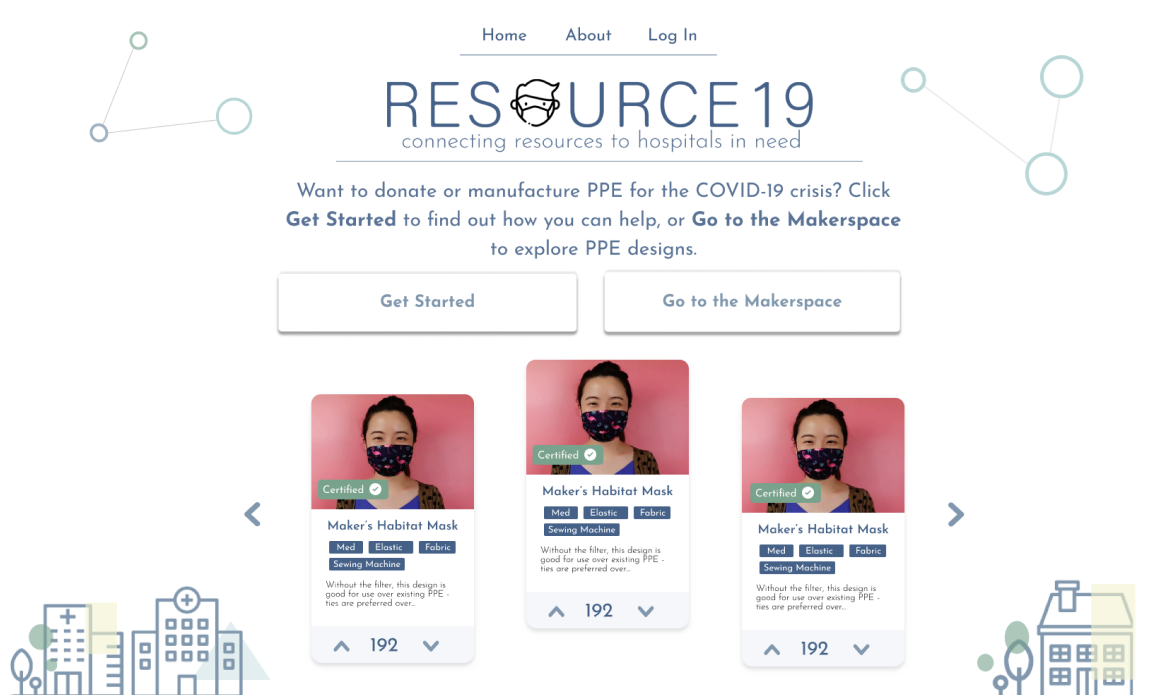 Home About Log In
RESOURCE19
connecting resources to hospitals in need
Want to donate or manufacture PPE for the COVID-19 crisis? Click
Get Started to find out how you can help, or Go to the Makerspace
to explore PPE designs.
Get Started
Go to the Makerspace
Certified
Maker's Habitat Mask
Med Elastic Fabric
Sewing Machine
Without the filter, this design is
good for use over existing PPE -
ties are preferred over...
192
Certified
Maker's Habitat Mask
Med Elastic Fabric
Sewing Machine
Without the filter, this design is
good for use over existing PPE -
ties are preferred over...
192
Certified
Maker's Habitat Mask
Med Elastic Fabric
Sewing Machine
Without the filter, this design is
good for use over existing PPE -
ties are preferred over...
192